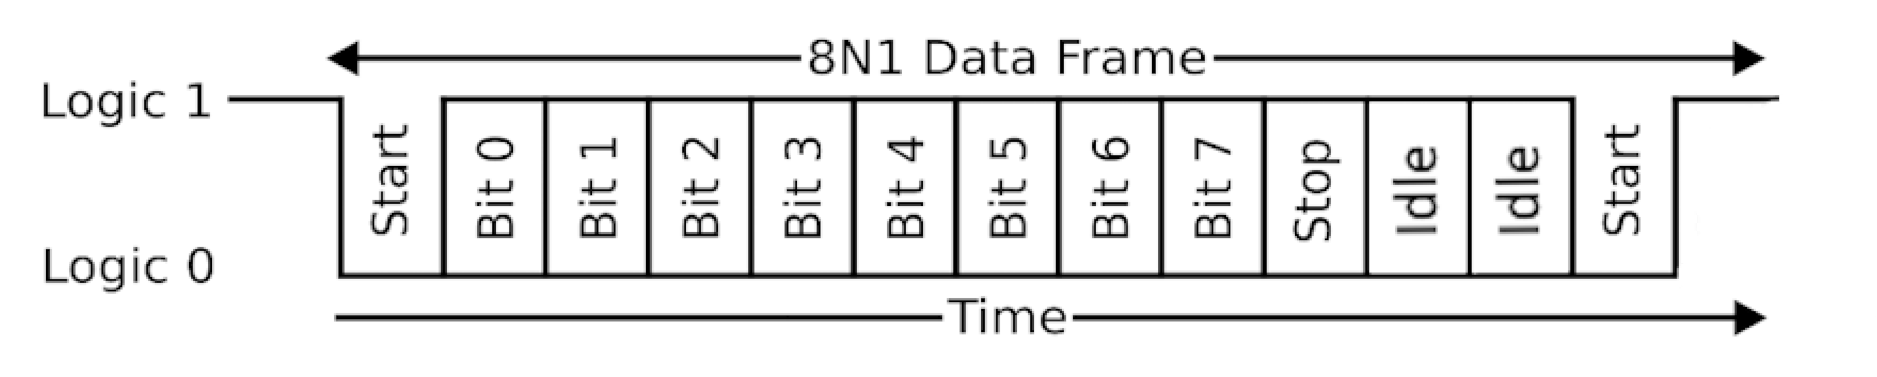 8N1 Data Frame
Logic 1
Start Bit 0 Bit 1 Bit 2 Bit 3 Bit 4 Bit 5 Bit 6 Bit 7 Stop Idle Idle Start
Logic 0
Time